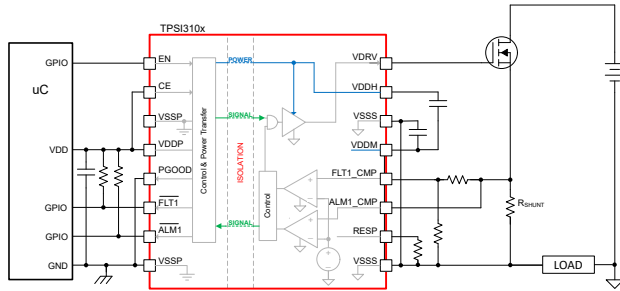 TPSI310x
uC
GPIO
VDD
GPIO
GPIO
GND
EN
CE
VSSP
VDDP
PGOOD
FLT1
ALM1
VSSP
Control & Power Transfer
POWER
SIGNAL
ISOLATION
SIGNAL
Control
VDRV
VDDH
VSSS
VDDM
FLT1_CMP
ALM1_CMP
RESP
VSSS
RSHUNT
LOAD